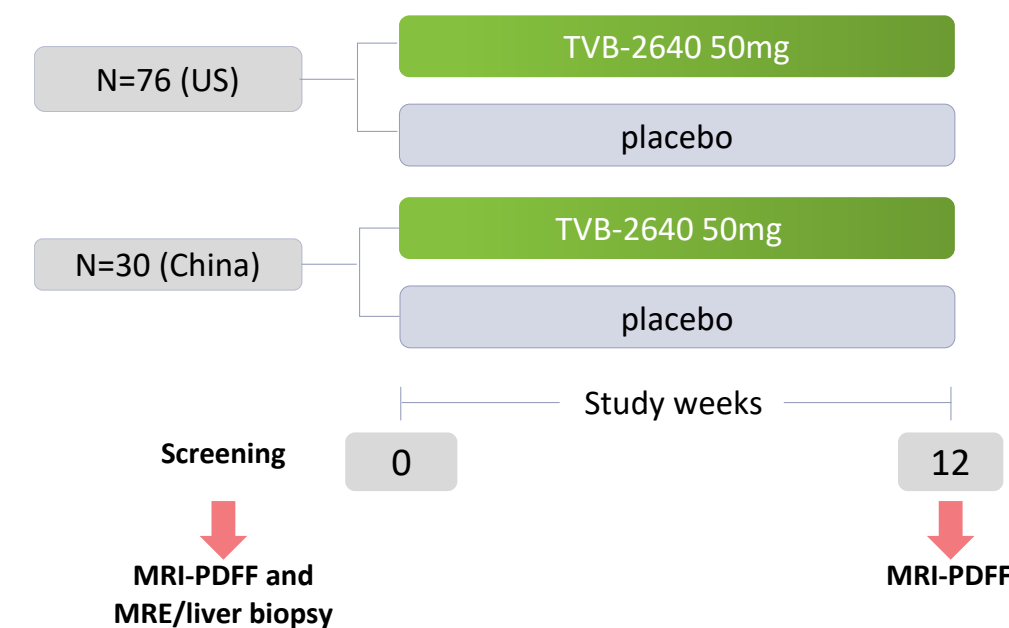 TVB-2640 50mg
N=76 (US)
placebo
TVB-2640 50mg
N=30 (China)
placebo
Study weeks
Screening
0
12
MRI-PDFF and
MRE/liver biopsy
MRI-PDFF